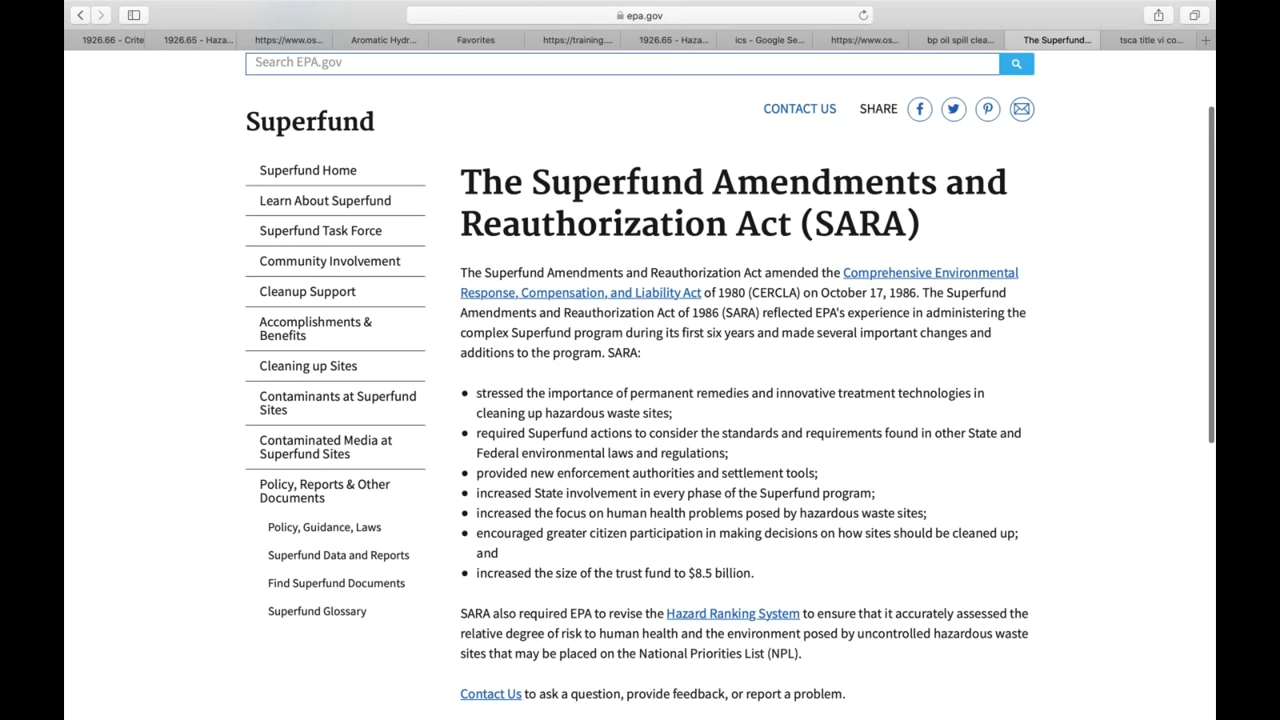 epa.gov
1926.66 - Crite
1926.65 - Haza...
https://www.os...
Aromatic Hydr...
Favorites
https://training....
1926.65 - Haza...
ics - Google Se...
https://www.os...
bp oil spill clea...
The Superfund...
tsca title vi co...
Search EPA.gov
CONTACT US
SHARE
Superfund
Superfund Home
Learn About Superfund
Superfund Task Force
Community Involvement
Cleanup Support
Accomplishments &
Benefits
Cleaning up Sites
Contaminants at Superfund
Sites
Contaminated Media at
Superfund Sites
Policy, Reports & Other
Documents
Policy, Guidance, Laws
Superfund Data and Reports
Find Superfund Documents
Superfund Glossary
The Superfund Amendments and
Reauthorization Act (SARA)
The Superfund Amendments and Reauthorization Act amended the Comprehensive Environmental
Response, Compensation, and Liability Act of 1980 (CERCLA) on October 17, 1986. The Superfund
Amendments and Reauthorization Act of 1986 (SARA) reflected EPA's experience in administering the
complex Superfund program during its first six years and made several important changes and
additions to the program. SARA:
• stressed the importance of permanent remedies and innovative treatment technologies in
cleaning up hazardous waste sites;
• required Superfund actions to consider the standards and requirements found in other State and
Federal environmental laws and regulations;
• provided new enforcement authorities and settlement tools;
• increased State involvement in every phase of the Superfund program;
• increased the focus on human health problems posed by hazardous waste sites;
• encouraged greater citizen participation in making decisions on how sites should be cleaned up;
and
• increased the size of the trust fund to $8.5 billion.
SARA also required EPA to revise the Hazard Ranking System to ensure that it accurately assessed the
relative degree of risk to human health and the environment posed by uncontrolled hazardous waste
sites that may be placed on the National Priorities List (NPL).
Contact Us to ask a question, provide feedback, or report a problem.